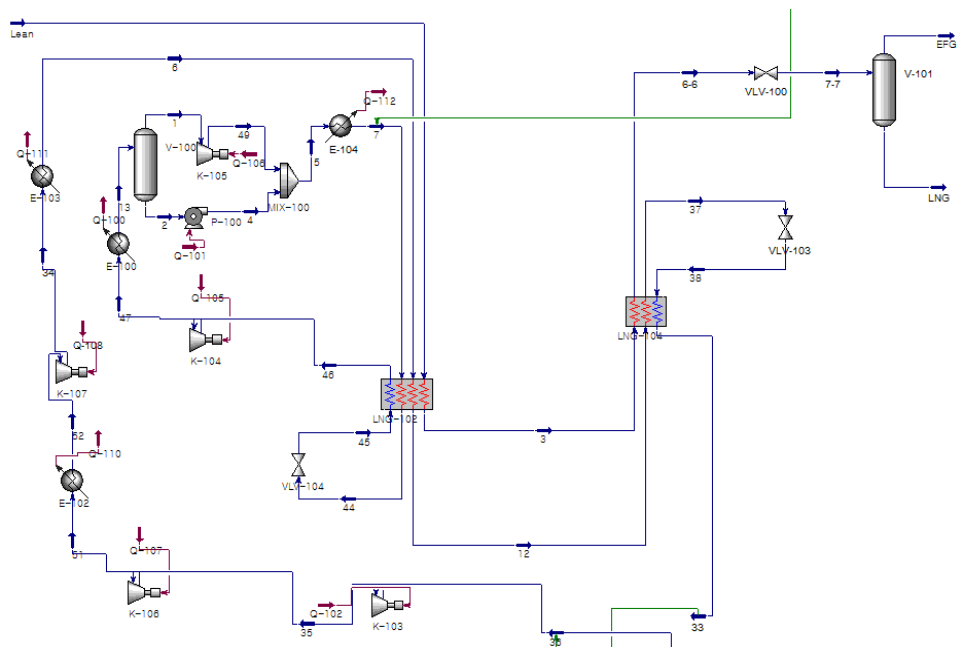 Lean
6
1
V-100
49
K-105
Q-106
Q-112
E-104
7
5
MIX-100
2
P-100
4
Q-101
13
Q-111
E-103
Q-100
E-100
34
47
Q-105
K-104
46
Q-108
K-107
52
Q-110
E-102
51
Q-107
K-106
LNG-102
45
VLV-104
44
3
12
Q-102
35
K-103
33
6-6
VLV-100
7-7
V-101
EFG
LNG
37
VLV-103
38